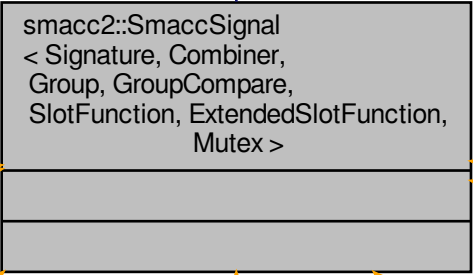 smacc2::SmaccSignal
< Signature, Combiner,
Group, GroupCompare,
SlotFunction, ExtendedSlotFunction,
Mutex >